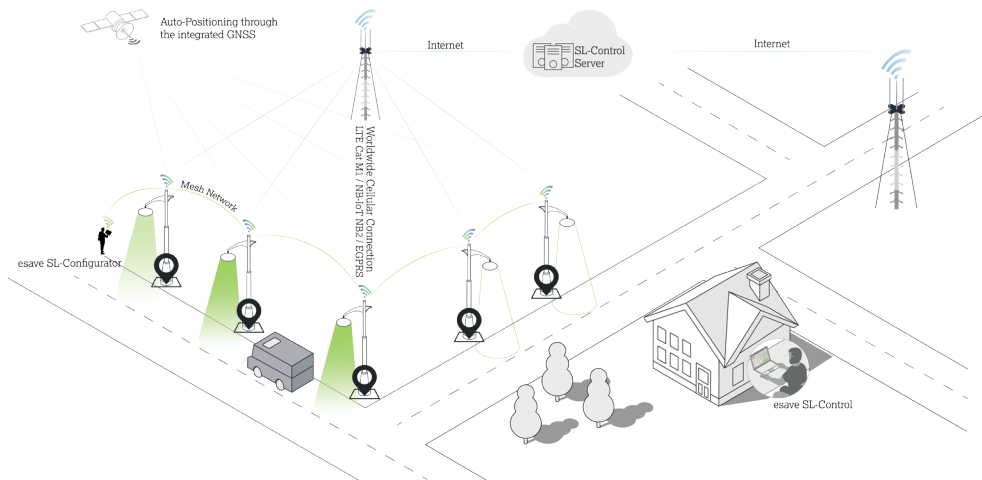 Auto-Positioning through
the integrated GNSS
Internet
SL-Control
Server
Internet
Worldwide Cellular Connection
LTE Cat M1 / NB-IoT NB2 / EGPRS
Mesh Network
esave SL-Configurator
esave SL-Control